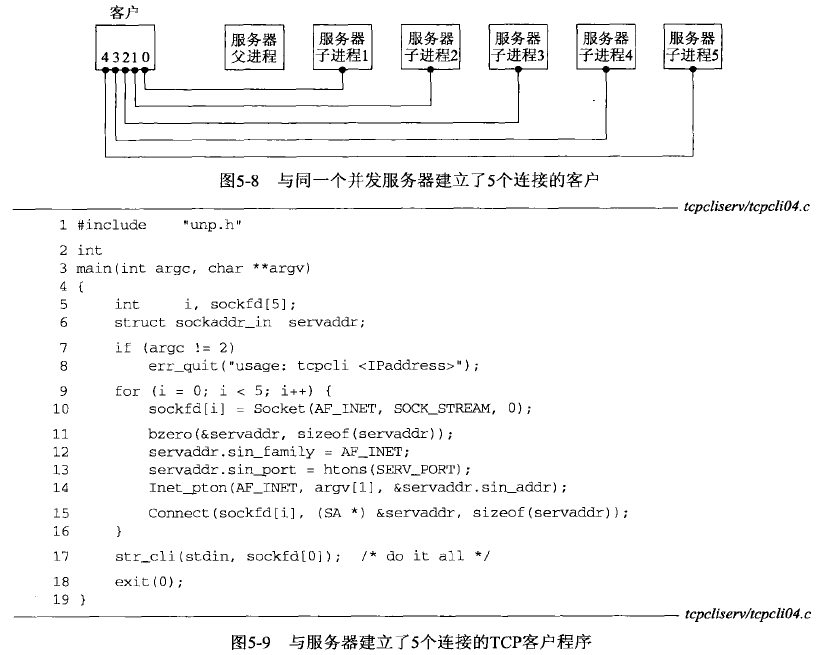 客户
4 3 2 1 0
服务器
父进程
服务器
子进程1
服务器
子进程2
服务器
子进程3
服务器
子进程4
服务器
子进程5
图5-8 与同一个并发服务器建立了5个连接的客户
tcpcliserv/tcpcli04.c
1 #include "unp.h"
2 int
3 main(int argc, char **argv)
4 {
5 int i, sockfd[5];
6 struct sockaddr_in servaddr;
7 if (argc != 2)
8 err_quit("usage: tcpcli <IPaddress>");
9 for (i = 0; i < 5; i++) {
10 sockfd[i] = Socket(AF_INET, SOCK_STREAM, 0);
11 bzero(&servaddr, sizeof(servaddr));
12 servaddr.sin_family = AF_INET;
13 servaddr.sin_port = htons(SERV_PORT);
14 Inet_pton(AF_INET, argv[1], &servaddr.sin_addr);
15 Connect(sockfd[i], (SA *) &servaddr, sizeof(servaddr));
16 }
17 str_cli(stdin, sockfd[0]); /* do it all */
18 exit(0);
19 }
tcpcliserv/tcpcli04.c
图5-9 与服务器建立了5个连接的TCP客户程序